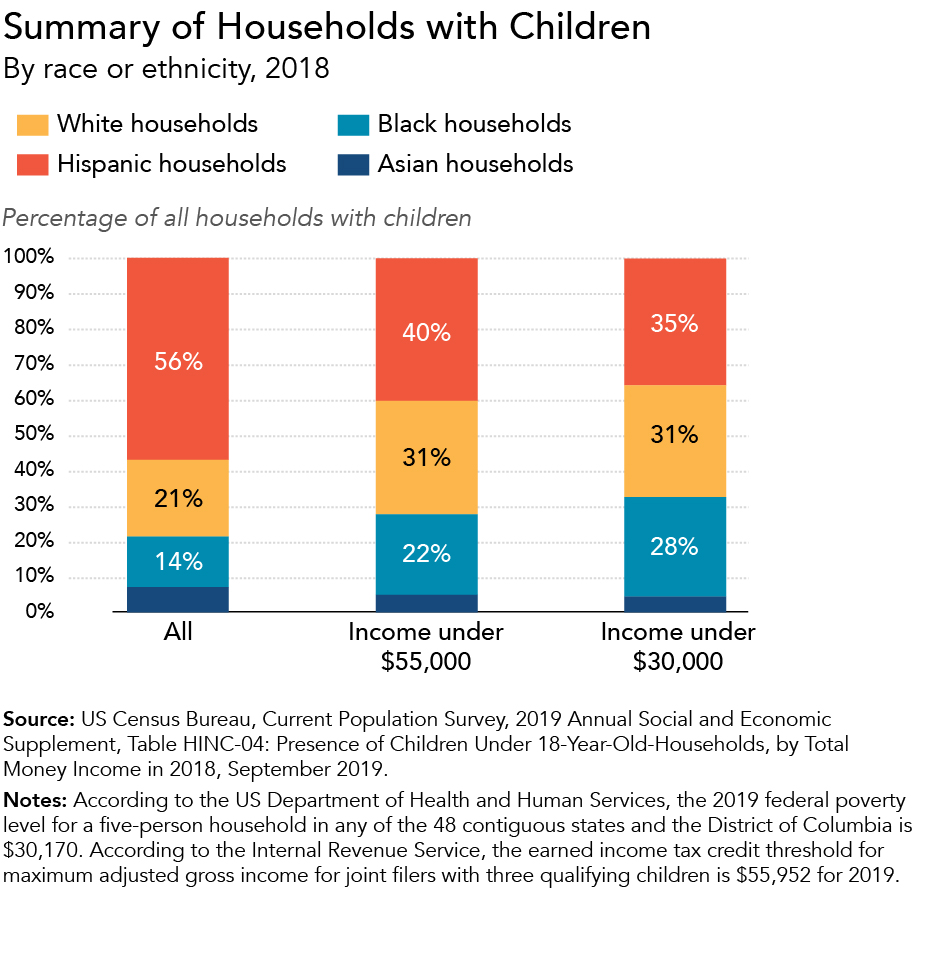 Summary of Households with Children
By race or ethnicity, 2018
White households
Black households
Hispanic households
Asian households
Percentage of all households with children
100%
90%
80%
70%
60%
50%
40%
30%
20%
10%
0%
56%
21%
14%
40%
31%
22%
35%
31%
28%
All
Income under
$55,000
Income under
$30,000
Source: US Census Bureau, Current Population Survey, 2019 Annual Social and Economic
Supplement, Table HINC-04: Presence of Children Under 18-Year-Old-Households, by Total
Money Income in 2018, September 2019.
Notes: According to the US Department of Health and Human Services, the 2019 federal poverty
level for a five-person household in any of the 48 contiguous states and the District of Columbia is
$30,170. According to the Internal Revenue Service, the earned income tax credit threshold for
maximum adjusted gross income for joint filers with three qualifying children is $55,952 for 2019.